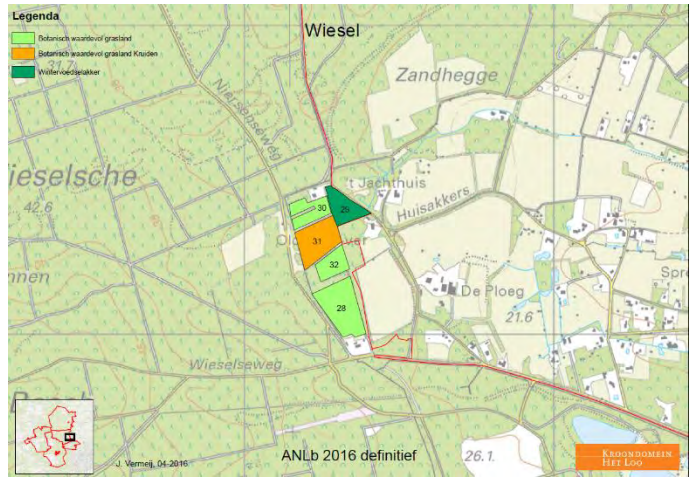 Legenda
Botanisch waardevol grasland
Botanisch waardevol grasland Kruiden
Wintervoedselakker
Wiesel
31.7
Zandhegge
Niersenseweg
ieselsche
42.6
't Jachthuis
Huisakkers
30
29
31
32
28
nnen
De Ploeg
21.6
Spre
Wieselseweg
26.1
J. Vermeij, 04-2016
ANLb 2016 definitief
KROONDOMEIN
HET LOO